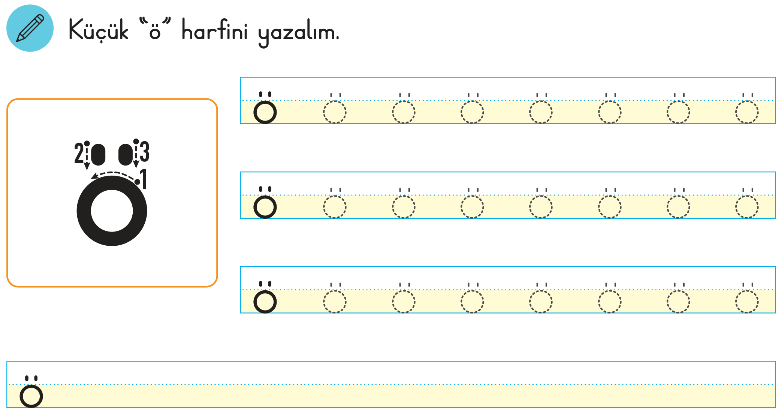 Küçük “ö” harfini yazalım.
2 3
1
ö
ö ö ö ö ö ö ö ö
ö ö ö ö ö ö ö ö
ö ö ö ö ö ö ö ö
ö